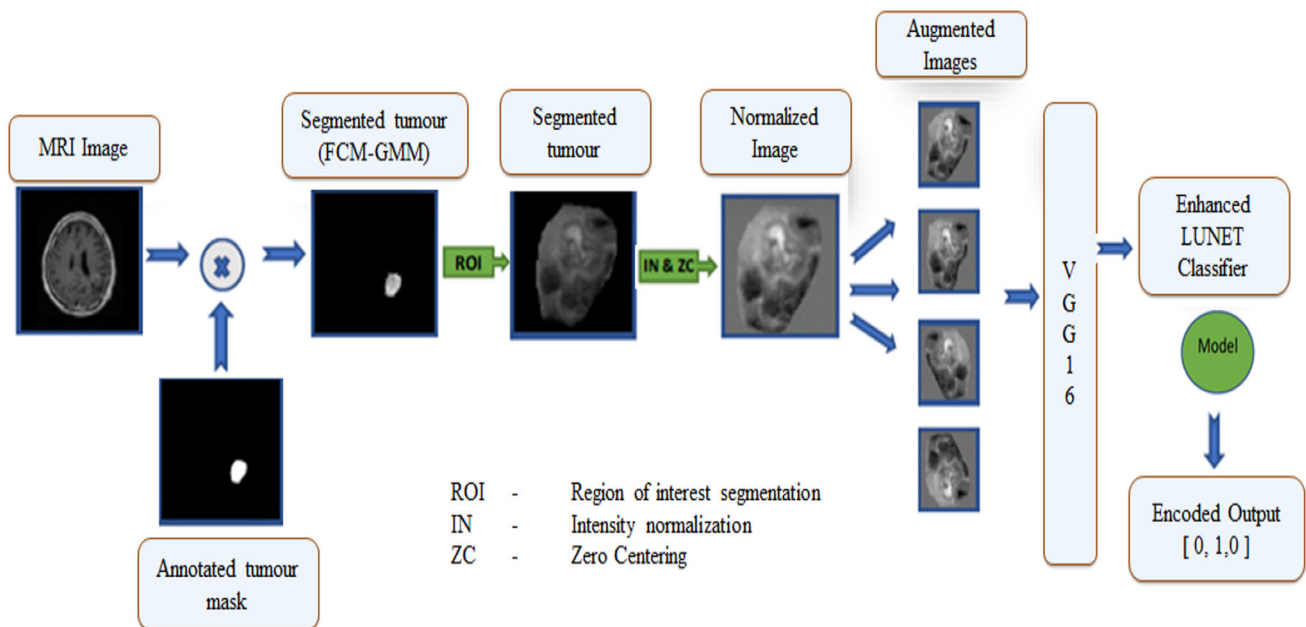 MRI Image
Annotated tumour
mask
Segmented tumour
(FCM-GMM)
ROI
Segmented
tumour
IN & ZC
Normalized
Image
Augmented
Images
V
G
G
1
6
Enhanced
LUNET
Classifier
Model
Encoded Output
[ 0, 1,0 ]
ROI - Region of interest segmentation
IN - Intensity normalization
ZC - Zero Centering